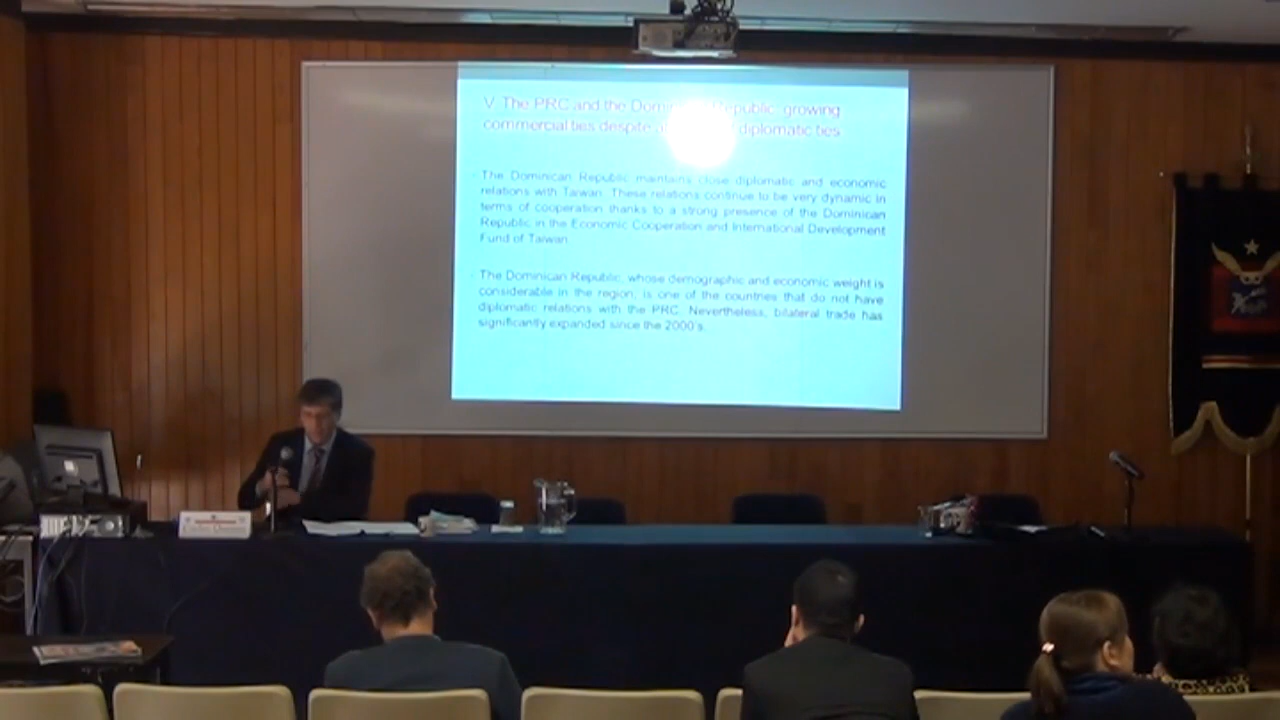 V. The PRC and the Dominican Republic: growing
commercial ties despite diplomatic ties
- The Dominican Republic maintains close diplomatic and economic
relations with Taiwan. These relations continue to be very dynamic in
terms of cooperation thanks to a strong presence of the Dominican
Republic in the Economic Cooperation and International Development
Fund of Taiwan.
- The Dominican Republic, whose demographic and economic weight is
considerable in the region, is one of the countries that do not have
diplomatic relations with the PRC. Nevertheless, bilateral trade has
significantly expanded since the 2000's.